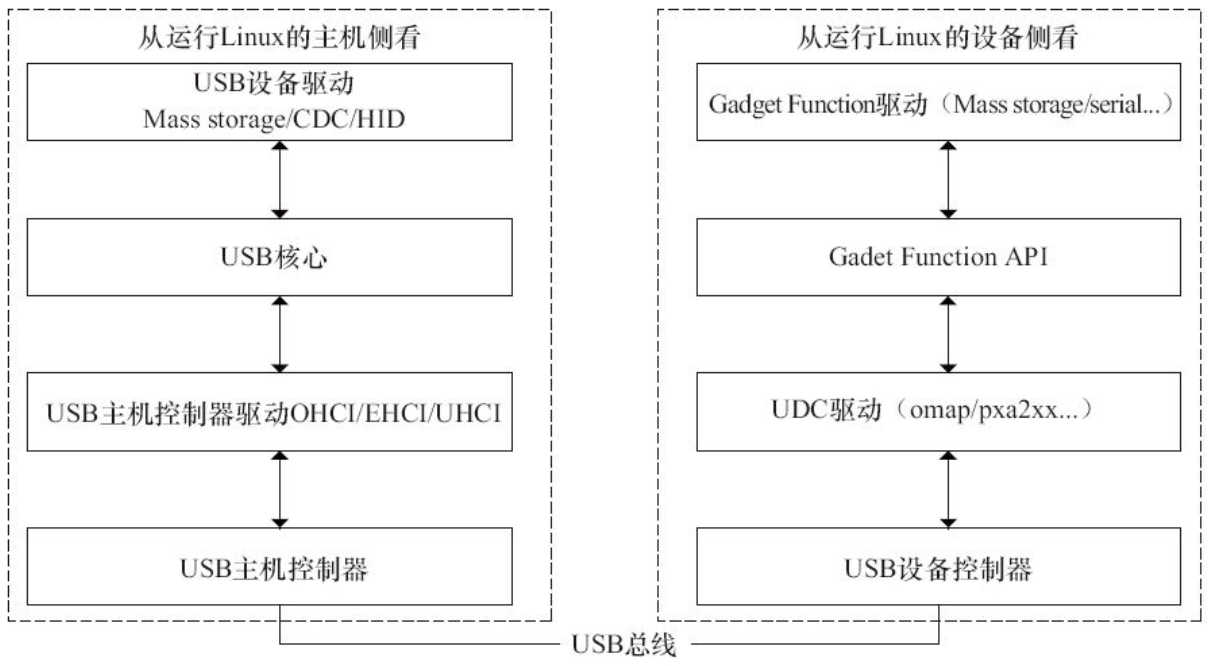 从运行Linux的主机侧看
USB设备驱动
Mass storage/CDC/HID
USB核心
USB主机控制器驱动OHCI/EHCI/UHCI
USB主机控制器
从运行Linux的设备侧看
Gadget Function驱动（Mass storage/serial...）
Gadet Function API
UDC驱动（omap/pxa2xx...）
USB设备控制器
USB总线